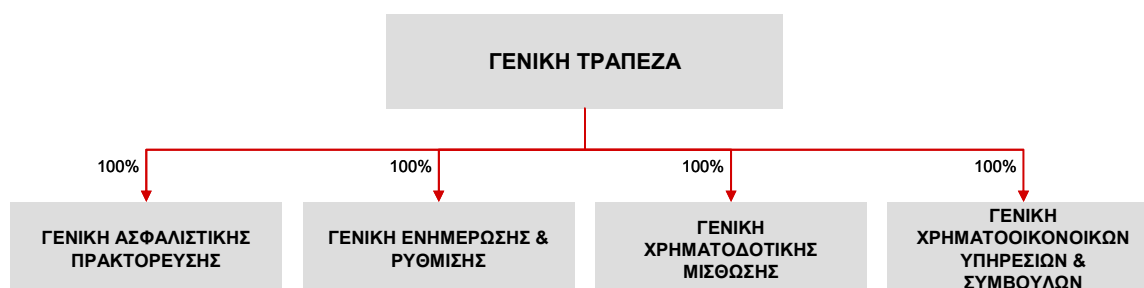 ΓΕΝΙΚΗ ΤΡΑΠΕΖΑ
100%
100%
100%
100%
ΓΕΝΙΚΗ ΑΣΦΑΛΙΣΤΙΚΗΣ
ΠΡΑΚΤΟΡΕΥΣΗΣ
ΓΕΝΙΚΗ ΕΝΗΜΕΡΩΣΗΣ &
ΡΥΘΜΙΣΗΣ
ΓΕΝΙΚΗ
ΧΡΗΜΑΤΟΔΟΤΙΚΗΣ
ΜΙΣΘΩΣΗΣ
ΓΕΝΙΚΗ
ΧΡΗΜΑΤΟΟΙΚΟΝΟΙΚΩΝ
ΥΠΗΡΕΣΙΩΝ &
ΣΥΜΒΟΥΛΩΝ